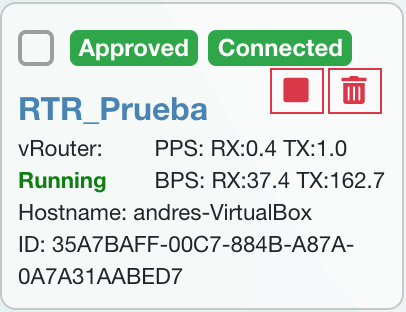 Approved Connected
RTR_Prueba
vRouter: PPS: RX:0.4 TX:1.0
Running BPS: RX:37.4 TX:162.7
Hostname: andres-VirtualBox
ID: 35A7BAFF-00C7-884B-A87A-
0A7A31AABED7